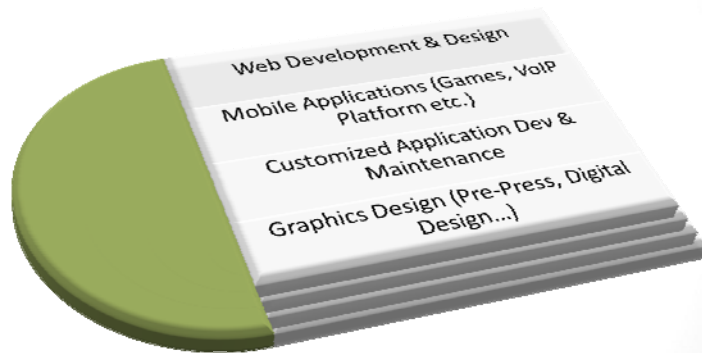 Web Development & Design
Mobile Applications (Games, VoIP
Platform etc.)
Customized Application Dev &
Maintenance
Graphics Design (Pre-Press, Digital
Design...)